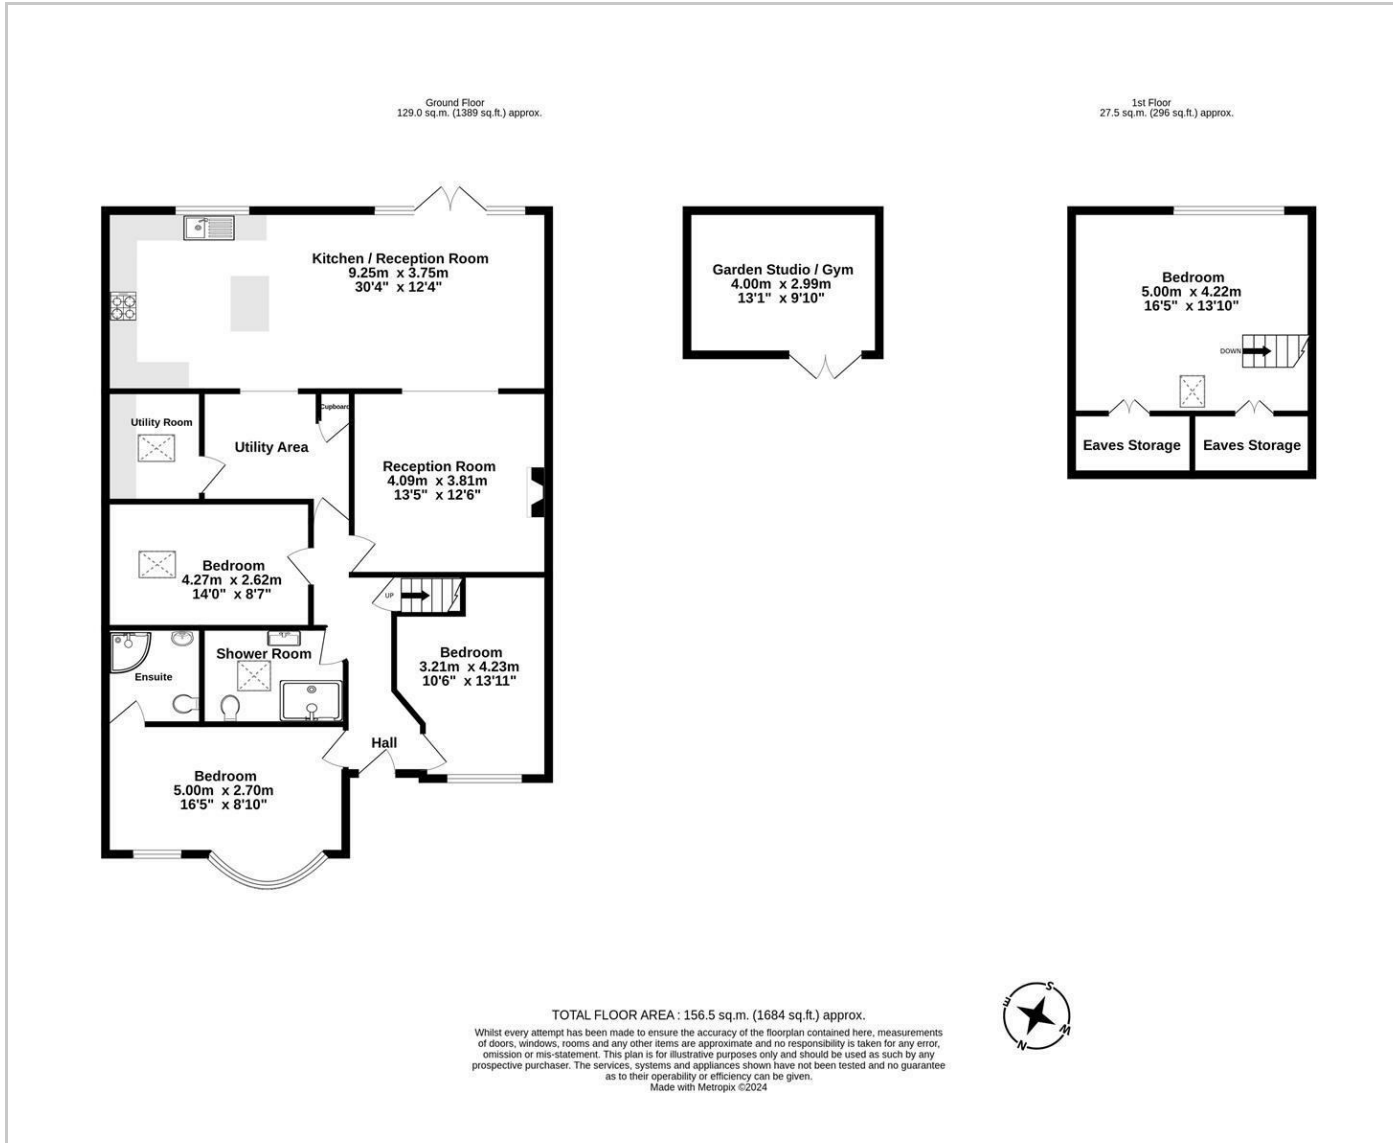 Ground Floor
129.0 sq.m. (1389 sq.ft.) approx.
1st Floor
27.5 sq.m. (296 sq.ft.) approx.
Kitchen / Reception Room
9.25m x 3.75m
30'4" x 12'4"
Garden Studio / Gym
4.00m x 2.99m
13'1" x 9'10"
Bedroom
5.00m x 4.22m
16'5" x 13'10"
DOWN
Eaves Storage
Eaves Storage
Cupboard
Utility Room
Utility Area
Reception Room
4.09m x 3.81m
13'5" x 12'6"
Bedroom
4.27m x 2.62m
14'0" x 8'7"
UP
Shower Room
Ensuite
Bedroom
3.21m x 4.23m
10'6" x 13'11"
Hall
Bedroom
5.00m x 2.70m
16'5" x 8'10"
S
E
W
N
TOTAL FLOOR AREA : 156.5 sq.m. (1684 sq.ft.) approx.
Whilst every attempt has been made to ensure the accuracy of the floorplan contained here, measurements
of doors, windows, rooms and any other items are approximate and no responsibility is taken for any error,
omission or mis-statement. This plan is for illustrative purposes only and should be used as such by any
prospective purchaser. The services, systems and appliances shown have not been tested and no guarantee
as to their operability or efficiency can be given.
Made with Metropix ©2024